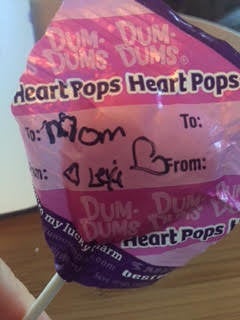 DUM-DUMS DUM-DUMS
Heart Pops Heart Pops
To: Mom To:
Lexi From:
DUM-DUMS DUM-DUMS
Heart Pops
my lucky charm